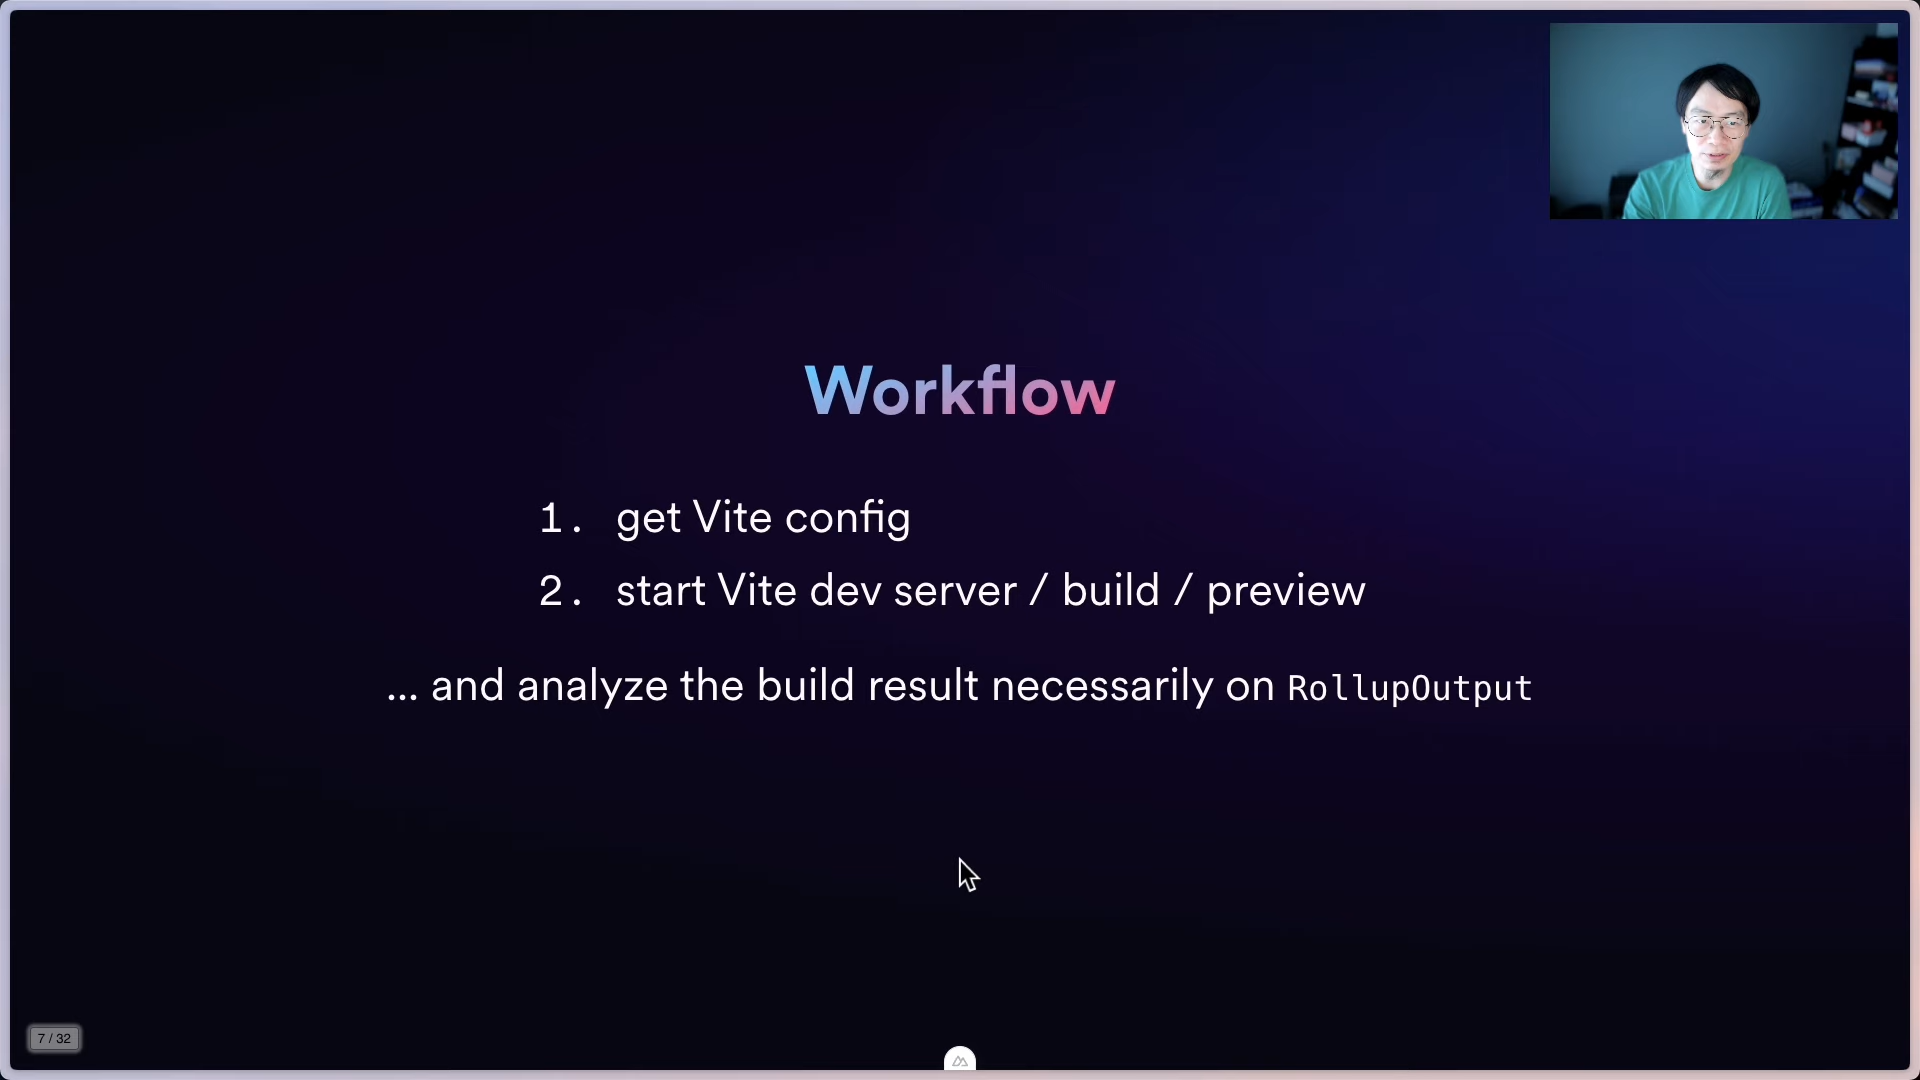 Workflow
1. get Vite config
2. start Vite dev server / build / preview
... and analyze the build result necessarily on RollupOutput
7 / 32